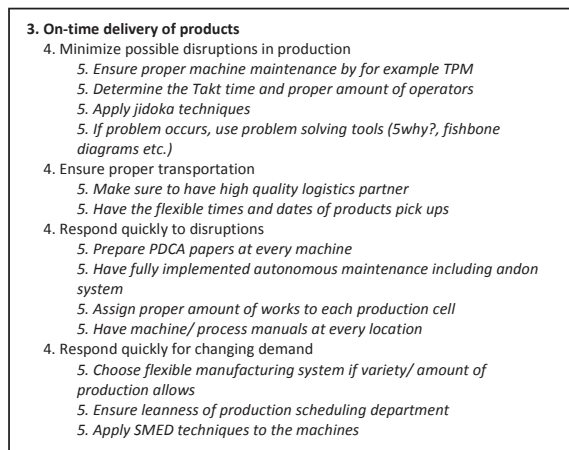 3. On-time delivery of products
4. Minimize possible disruptions in production
5. Ensure proper machine maintenance by for example TPM
5. Determine the Takt time and proper amount of operators
5. Apply jidoka techniques
5. If problem occurs, use problem solving tools (5why?, fishbone
diagrams etc.)
4. Ensure proper transportation
5. Make sure to have high quality logistics partner
5. Have the flexible times and dates of products pick ups
4. Respond quickly to disruptions
5. Prepare PDCA papers at every machine
5. Have fully implemented autonomous maintenance including andon
system
5. Assign proper amount of works to each production cell
5. Have machine/ process manuals at every location
4. Respond quickly for changing demand
5. Choose flexible manufacturing system if variety/ amount of
production allows
5. Ensure leanness of production scheduling department
5. Apply SMED techniques to the machines